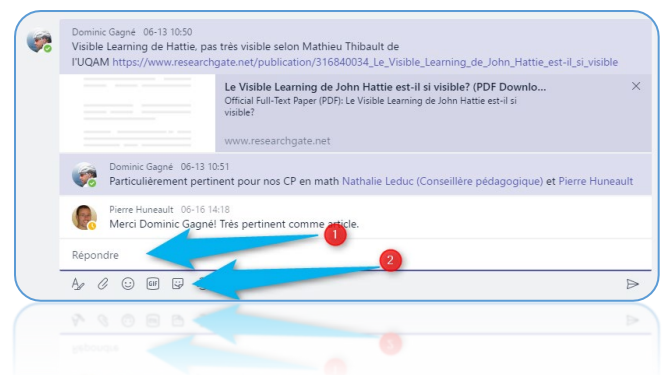 Dominic Gagné 06-13 10:50
Visible Learning de Hattie, pas très visible selon Mathieu Thibault de
l'UQAM https://www.researchgate.net/publication/316840034_Le_Visible_Learning_de_John_Hattie_est-il_si_visible
Le Visible Learning de John Hattie est-il si visible? (PDF Downlo...
Official Full-Text Paper (PDF): Le Visible Learning de John Hattie est-il si
visible?
www.researchgate.net
Dominic Gagné 06-13 10:51
Particulièrement pertinent pour nos CP en math Nathalie Leduc (Conseillère pédagogique) et Pierre Huneault
Pierre Huneault 06-16 14:18
Merci Dominic Gagné! Très pertinent comme article.
1
Répondre
2
GIF